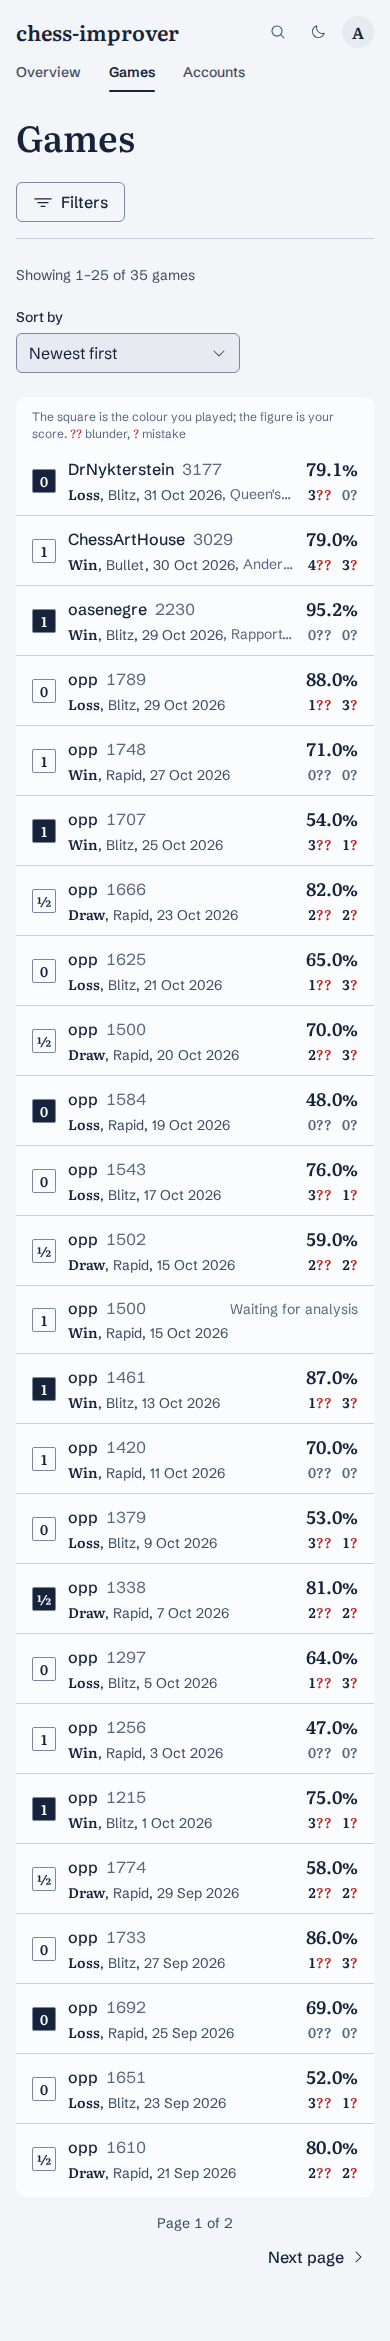 chess-improver
A
Overview Games Accounts
Games
Filters
Showing 1–25 of 35 games
Sort by
Newest first
The square is the colour you played; the figure is your
score. ?? blunder, ? mistake
0 DrNykterstein 3177 79.1%
Loss, Blitz, 31 Oct 2026, Queen's... 3?? 0?
1 ChessArtHouse 3029 79.0%
Win, Bullet, 30 Oct 2026, Ander... 4?? 3?
1 oasenegre 2230 95.2%
Win, Blitz, 29 Oct 2026, Rapport... 0?? 0?
0 opp 1789 88.0%
Loss, Blitz, 29 Oct 2026 1?? 3?
1 opp 1748 71.0%
Win, Rapid, 27 Oct 2026 0?? 0?
1 opp 1707 54.0%
Win, Blitz, 25 Oct 2026 3?? 1?
½ opp 1666 82.0%
Draw, Rapid, 23 Oct 2026 2?? 2?
0 opp 1625 65.0%
Loss, Blitz, 21 Oct 2026 1?? 3?
½ opp 1500 70.0%
Draw, Rapid, 20 Oct 2026 2?? 3?
0 opp 1584 48.0%
Loss, Rapid, 19 Oct 2026 0?? 0?
0 opp 1543 76.0%
Loss, Blitz, 17 Oct 2026 3?? 1?
½ opp 1502 59.0%
Draw, Rapid, 15 Oct 2026 2?? 2?
1 opp 1500 Waiting for analysis
Win, Rapid, 15 Oct 2026
1 opp 1461 87.0%
Win, Blitz, 13 Oct 2026 1?? 3?
1 opp 1420 70.0%
Win, Rapid, 11 Oct 2026 0?? 0?
0 opp 1379 53.0%
Loss, Blitz, 9 Oct 2026 3?? 1?
½ opp 1338 81.0%
Draw, Rapid, 7 Oct 2026 2?? 2?
0 opp 1297 64.0%
Loss, Blitz, 5 Oct 2026 1?? 3?
1 opp 1256 47.0%
Win, Rapid, 3 Oct 2026 0?? 0?
1 opp 1215 75.0%
Win, Blitz, 1 Oct 2026 3?? 1?
½ opp 1774 58.0%
Draw, Rapid, 29 Sep 2026 2?? 2?
0 opp 1733 86.0%
Loss, Blitz, 27 Sep 2026 1?? 3?
0 opp 1692 69.0%
Loss, Rapid, 25 Sep 2026 0?? 0?
0 opp 1651 52.0%
Loss, Blitz, 23 Sep 2026 3?? 1?
½ opp 1610 80.0%
Draw, Rapid, 21 Sep 2026 2?? 2?
Page 1 of 2
Next page